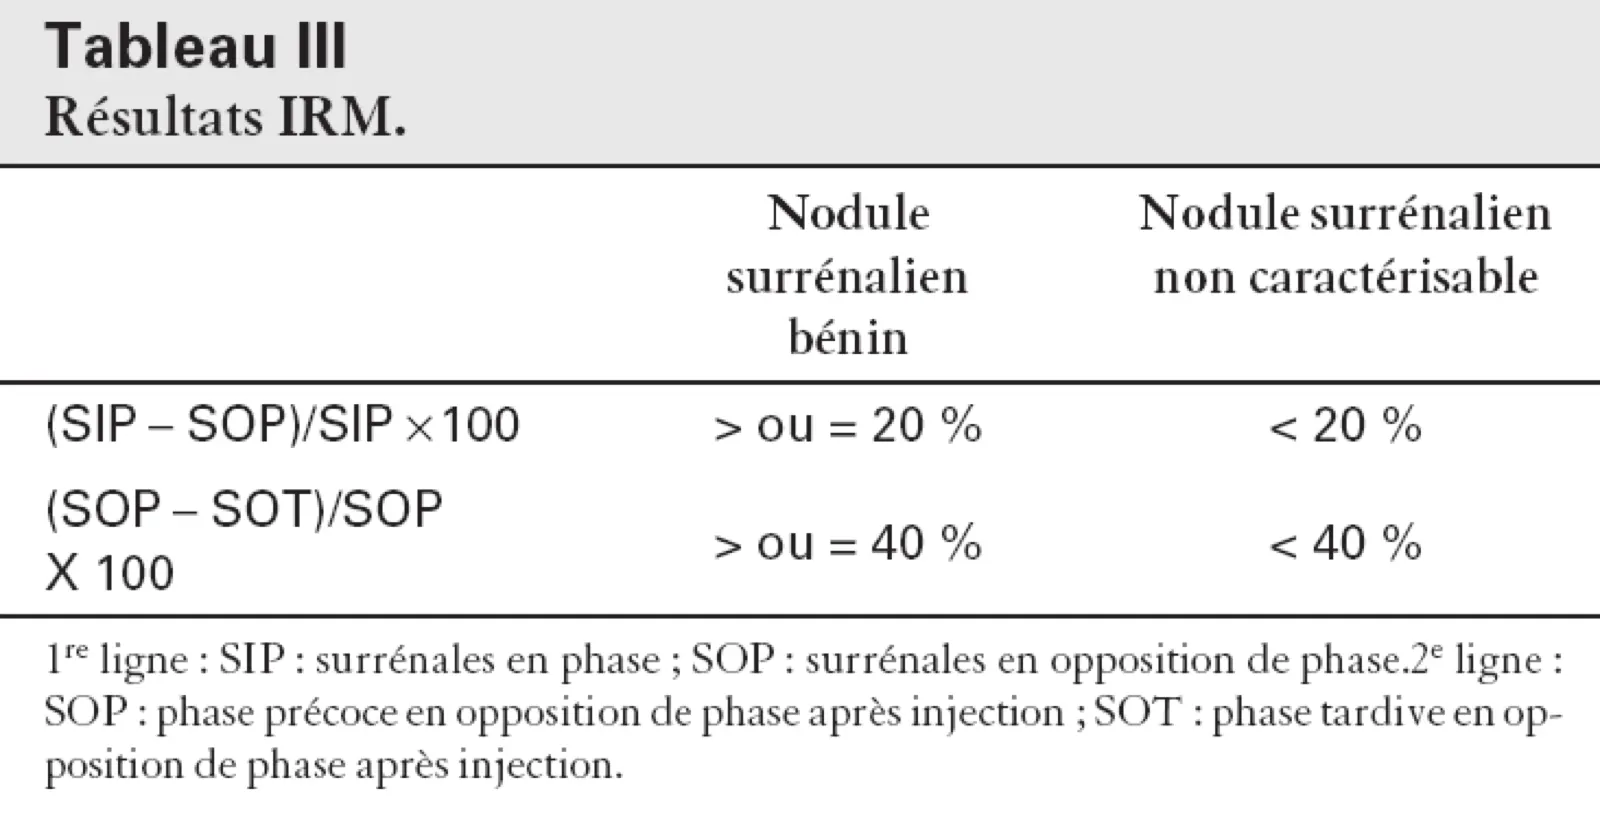 Tableau III
Résultats IRM.
Nodule surrénalien bénin
Nodule surrénalien non caractérisable
(SIP – SOP)/SIP × 100 > ou = 20 % < 20 %
(SOP – SOT)/SOP X 100 > ou = 40 % < 40 %
1re ligne : SIP : surrénales en phase ; SOP : surrénales en opposition de phase.2e ligne :
SOP : phase précoce en opposition de phase après injection ; SOT : phase tardive en op-
position de phase après injection.